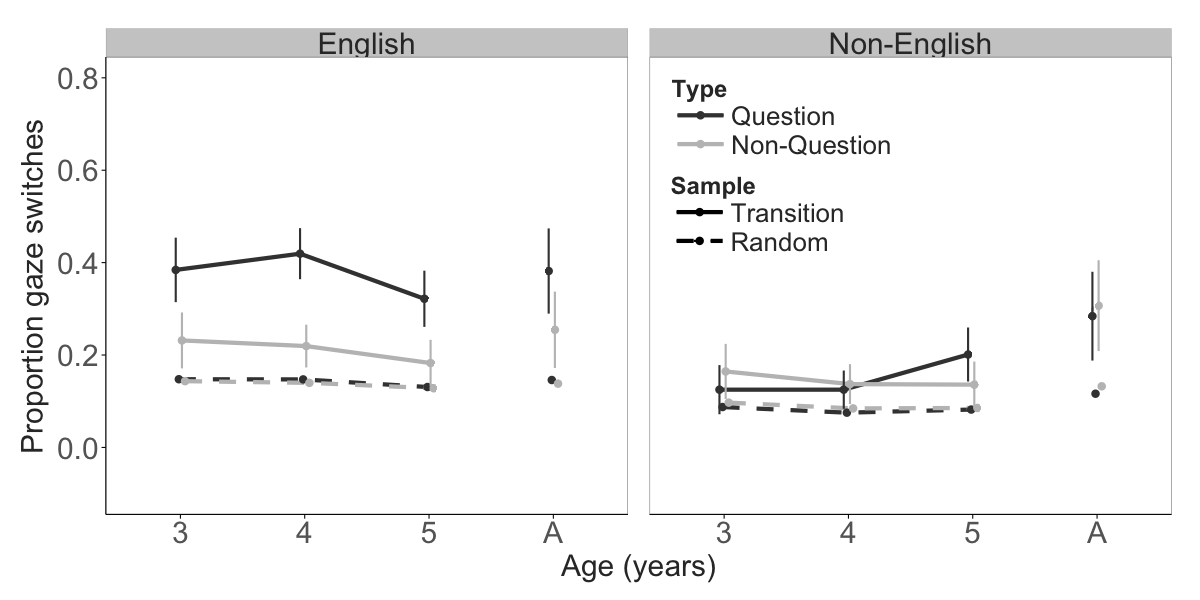 English
Non-English
Proportion gaze switches
0.8
0.6
0.4
0.2
0.0
Type
Question
Non-Question
Sample
Transition
Random
3 4 5 A
3 4 5 A
Age (years)